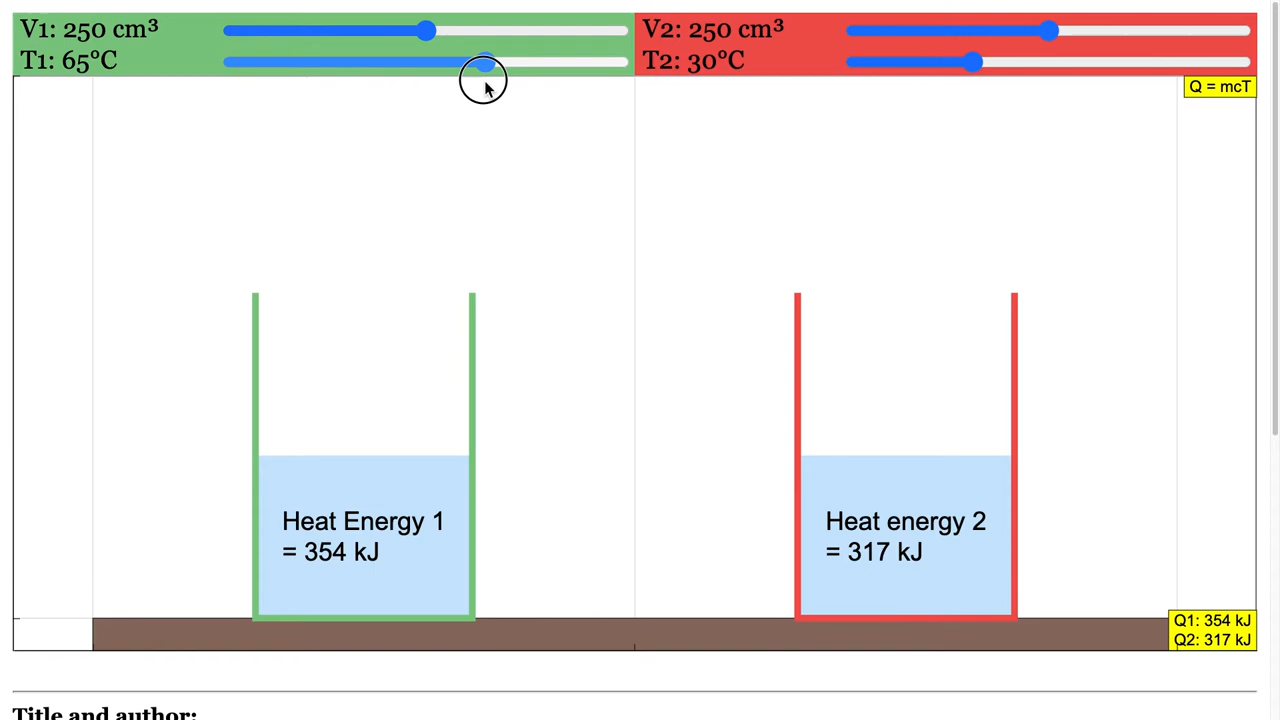 V1: 250 cm³
T1: 65°C
V2: 250 cm³
T2: 30°C
Q = mcT
Heat Energy 1
= 354 kJ
Heat energy 2
= 317 kJ
Q1: 354 kJ
Q2: 317 kJ
Title and author: